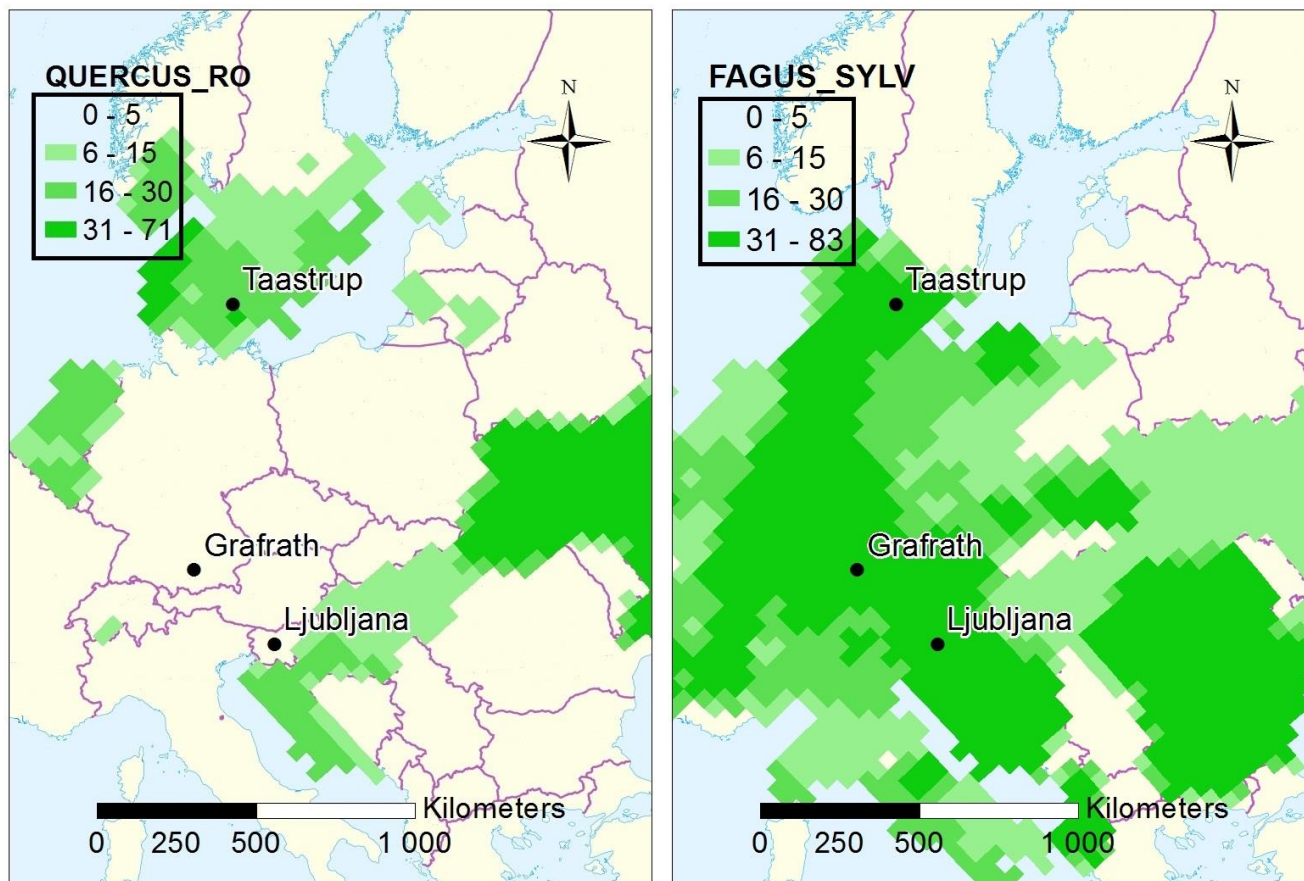 QUERCUS_RO
0 - 5
6 - 15
16 - 30
31 - 71
N
Taastrup
Grafrath
Ljubljana
Kilometers
0 250 500 1 000
FAGUS_SYLV
0 - 5
6 - 15
16 - 30
31 - 83
N
Taastrup
Grafrath
Ljubljana
Kilometers
0 250 500 1 000